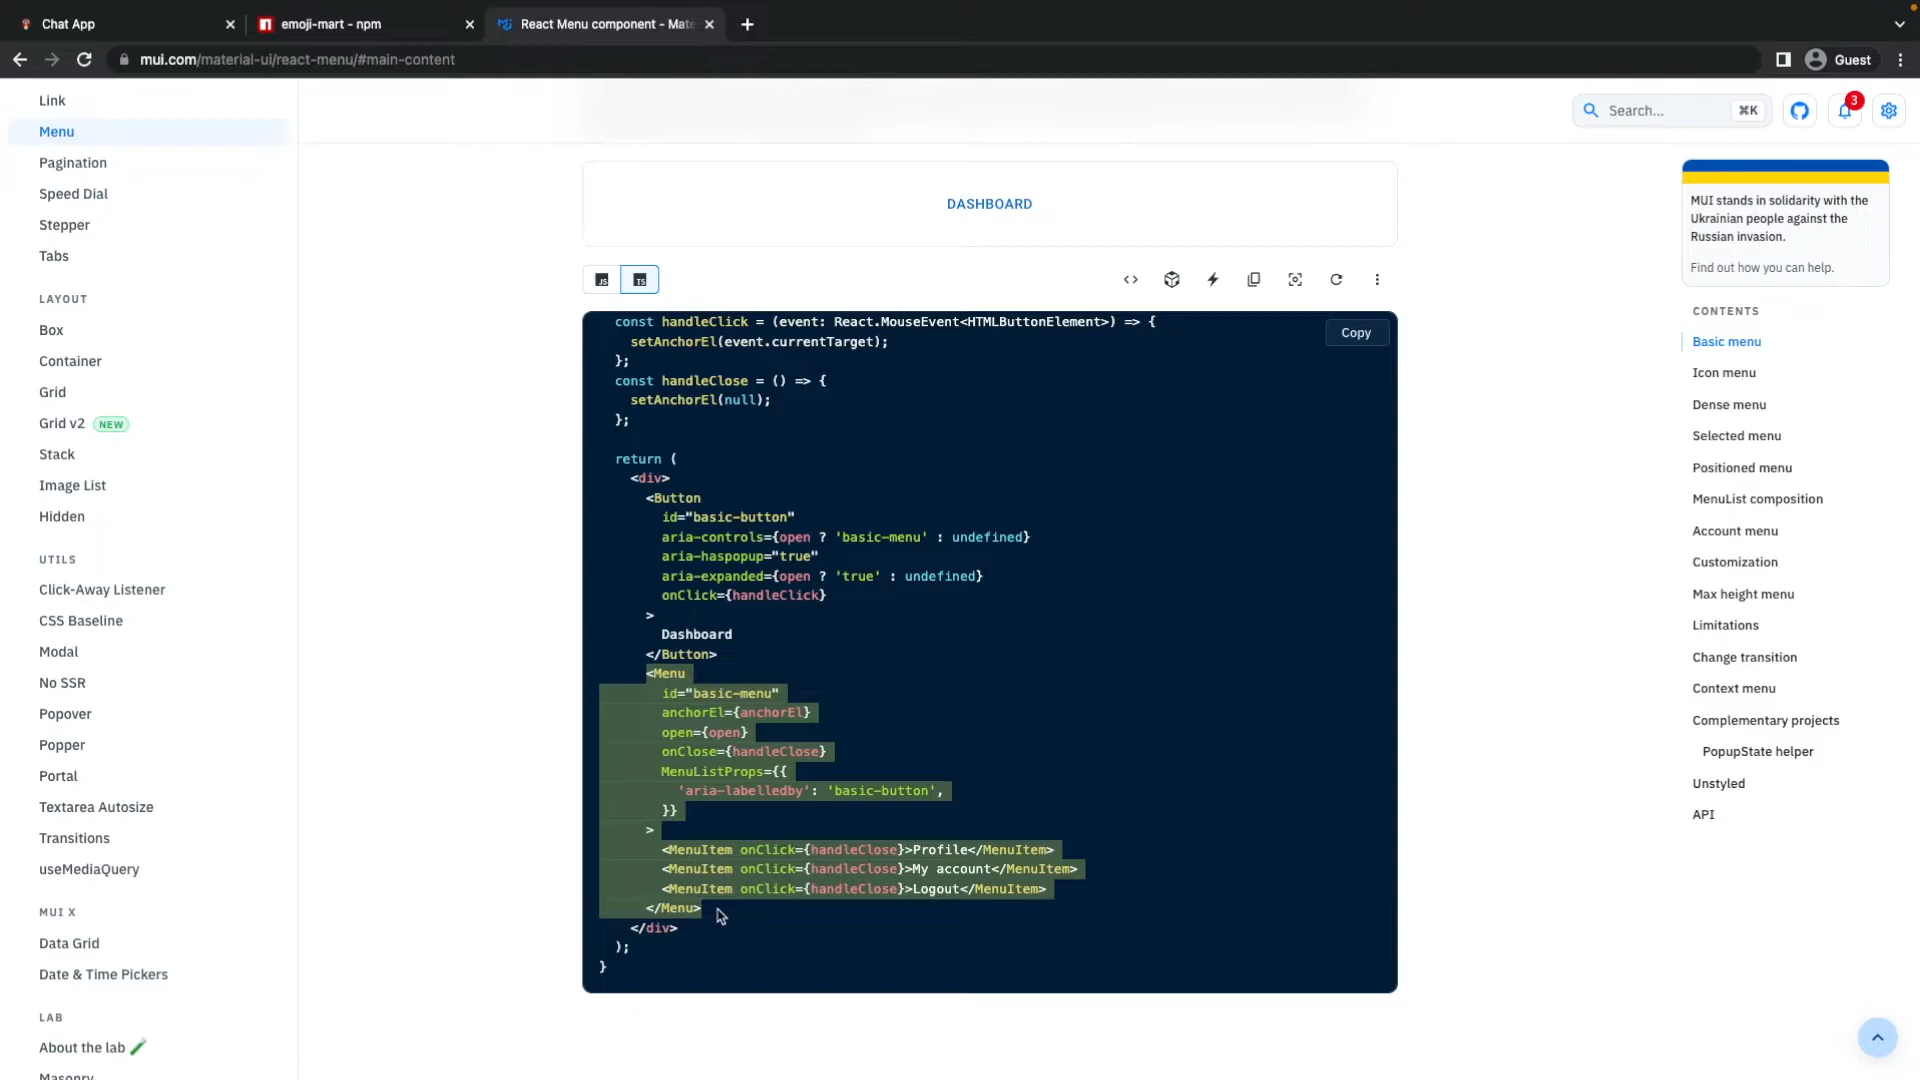 Chat App
emoji-mart - npm
React Menu component - Mate
mui.com/material-ui/react-menu/#main-content
Guest
Link
Menu
Pagination
Speed Dial
Stepper
Tabs
LAYOUT
Box
Container
Grid
Grid v2 NEW
Stack
Image List
Hidden
UTILS
Click-Away Listener
CSS Baseline
Modal
No SSR
Popover
Popper
Portal
Textarea Autosize
Transitions
useMediaQuery
MUI X
Data Grid
Date & Time Pickers
LAB
About the lab
Masonry
Search...
⌘K
3
DASHBOARD
JS
TS
Copy
const handleClick = (event: React.MouseEvent<HTMLButtonElement>) => {
setAnchorEl(event.currentTarget);
};
const handleClose = () => {
setAnchorEl(null);
};
return (
<div>
<Button
id="basic-button"
aria-controls={open ? 'basic-menu' : undefined}
aria-haspopup="true"
aria-expanded={open ? 'true' : undefined}
onClick={handleClick}
>
Dashboard
</Button>
<Menu
id="basic-menu"
anchorEl={anchorEl}
open={open}
onClose={handleClose}
MenuListProps={{
'aria-labelledby': 'basic-button',
}}
>
<MenuItem onClick={handleClose}>Profile</MenuItem>
<MenuItem onClick={handleClose}>My account</MenuItem>
<MenuItem onClick={handleClose}>Logout</MenuItem>
</Menu>
</div>
);
}
MUI stands in solidarity with the
Ukrainian people against the
Russian invasion.
Find out how you can help.
CONTENTS
Basic menu
Icon menu
Dense menu
Selected menu
Positioned menu
MenuList composition
Account menu
Customization
Max height menu
Limitations
Change transition
Context menu
Complementary projects
PopupState helper
Unstyled
API